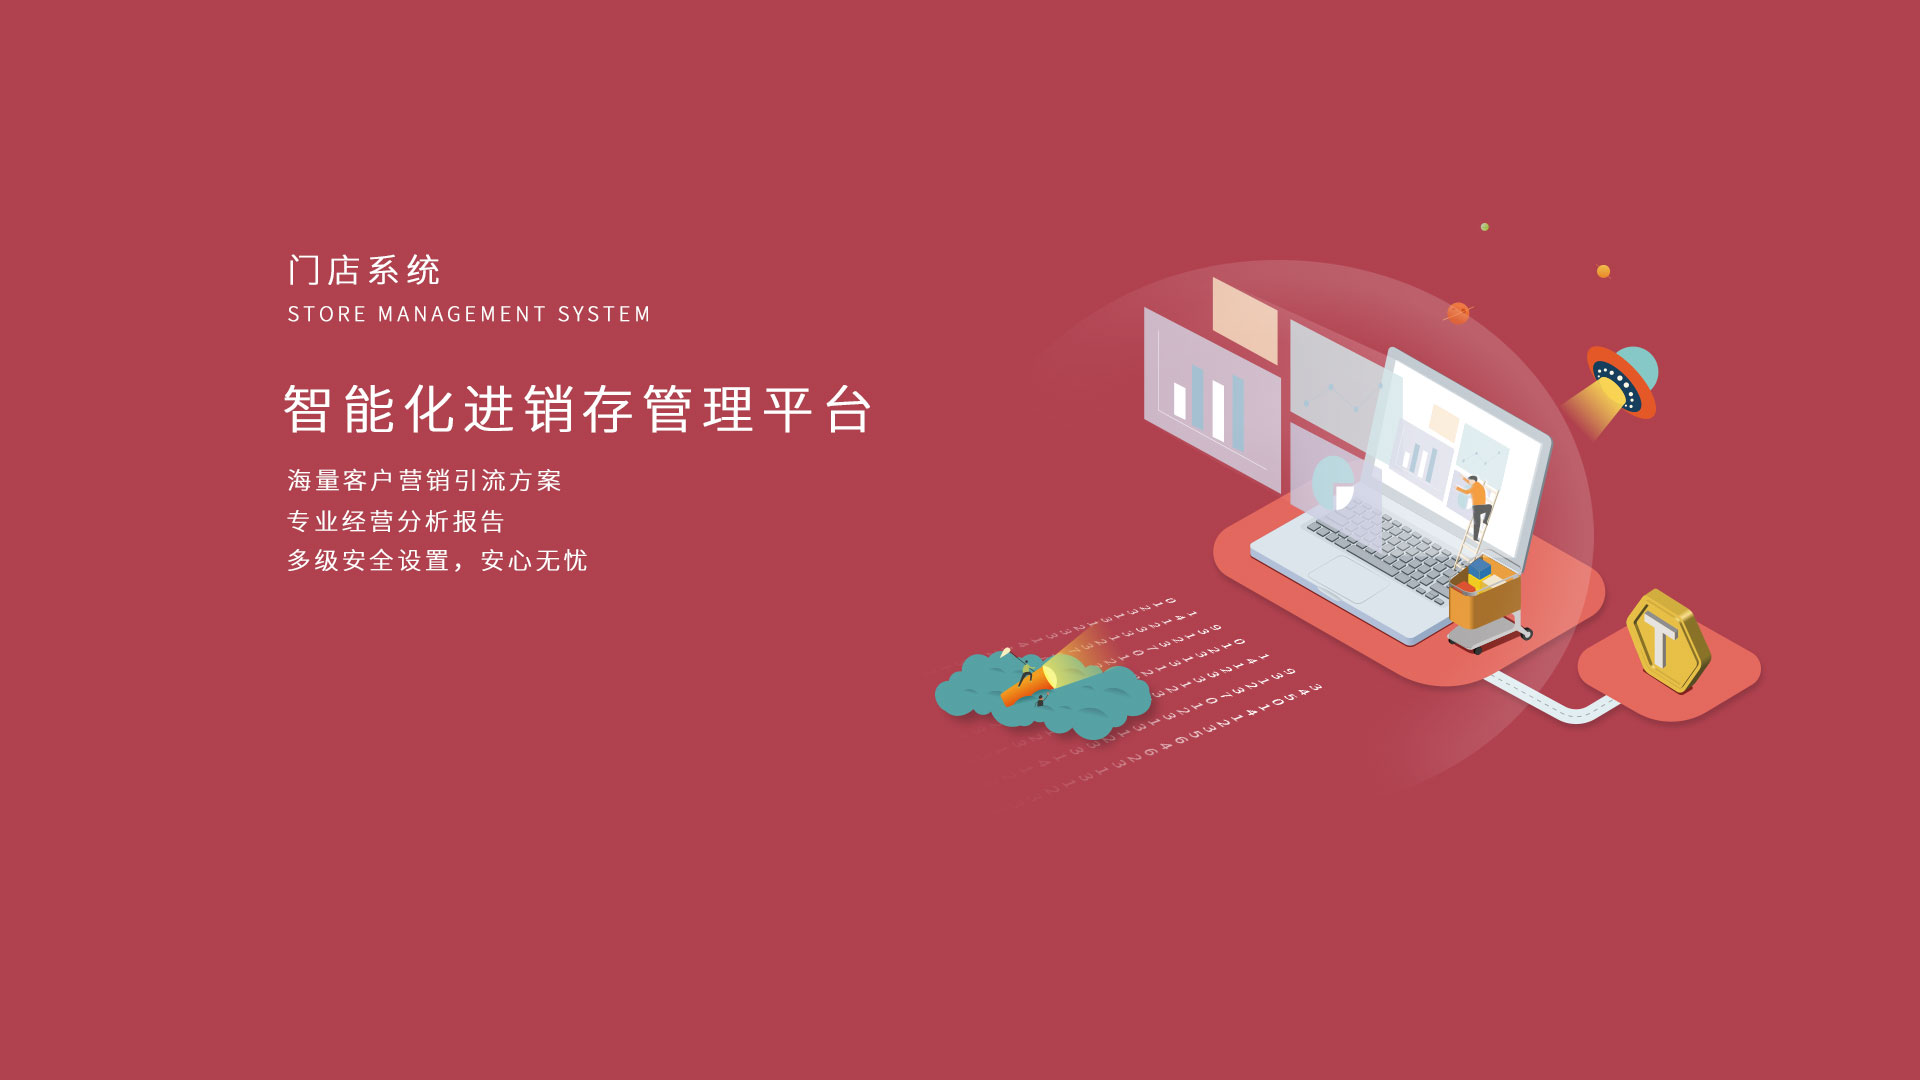 门店系统
STORE MANAGEMENT SYSTEM
智能化进销存管理平台
海量客户营销引流方案
专业经营分析报告
多级安全设置，安心无忧
T